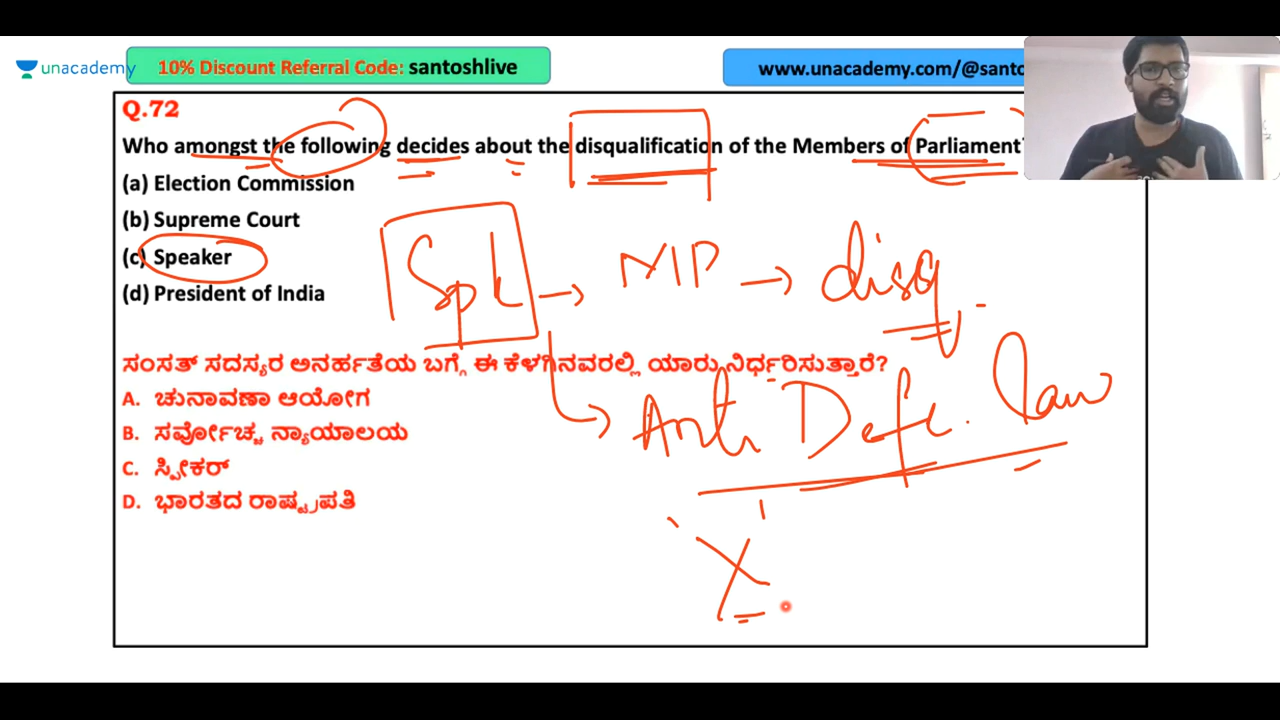 unacademy
10% Discount Referral Code: santoshlive
www.unacademy.com/@santo
Q.72
Who amongst the following decides about the disqualification of the Members of Parliament?
(a) Election Commission
(b) Supreme Court
(c) Speaker
(d) President of India
Spk → MP → disq
Anti Defe. law
X
ಸಂಸತ್ ಸದಸ್ಯರ ಅನರ್ಹತೆಯ ಬಗ್ಗೆ ಈ ಕೆಳಗಿನವರಲ್ಲಿ ಯಾರು ನಿರ್ಧರಿಸುತ್ತಾರೆ?
A. ಚುನಾವಣಾ ಆಯೋಗ
B. ಸರ್ವೋಚ್ಚ ನ್ಯಾಯಾಲಯ
C. ಸ್ಪೀಕರ್
D. ಭಾರತದ ರಾಷ್ಟ್ರಪತಿ